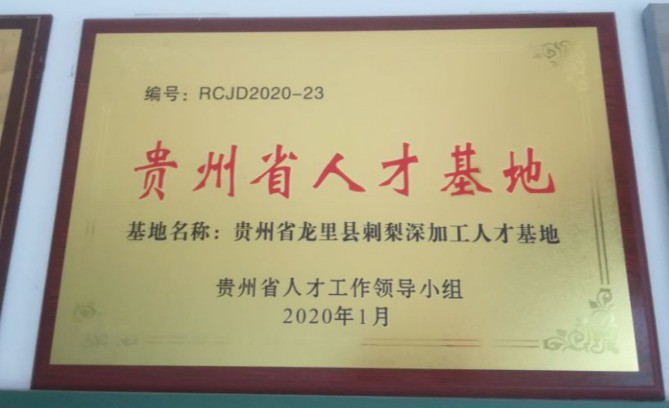 编号：RCJD2020-23
贵州省人才基地
基地名称：贵州省龙里县刺梨深加工人才基地
贵州省人才工作领导小组
2020年1月